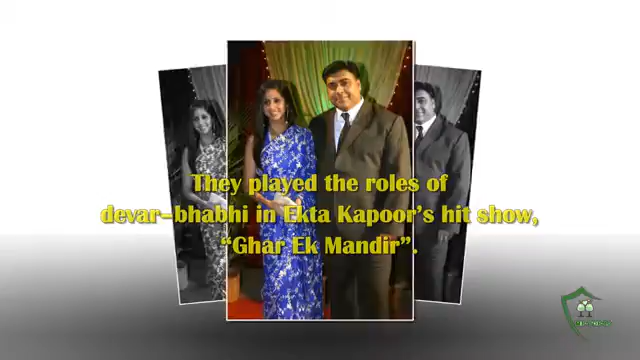 They played the roles of
devar–bhabhi in Ekta Kapoor's hit show,
“Ghar Ek Mandir”.